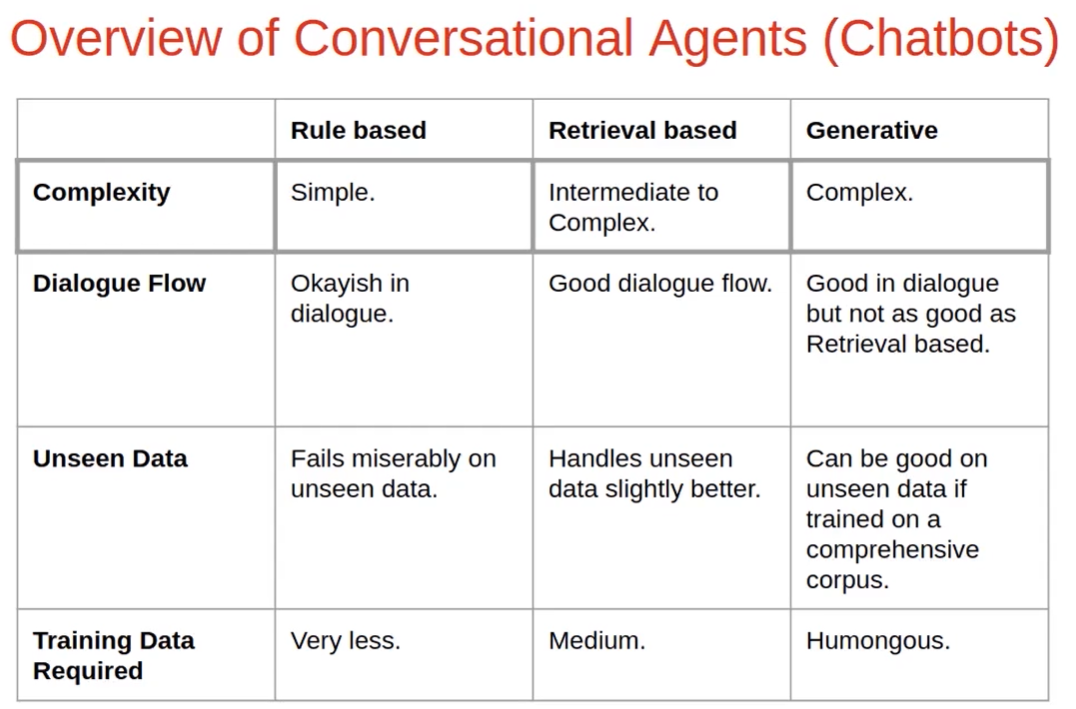 Overview of Conversational Agents (Chatbots)
Rule based
Retrieval based
Generative
Complexity
Simple.
Intermediate to
Complex.
Complex.
Dialogue Flow
Okayish in
dialogue.
Good dialogue flow.
Good in dialogue
but not as good as
Retrieval based.
Unseen Data
Fails miserably on
unseen data.
Handles unseen
data slightly better.
Can be good on
unseen data if
trained on a
comprehensive
corpus.
Training Data
Required
Very less.
Medium.
Humongous.